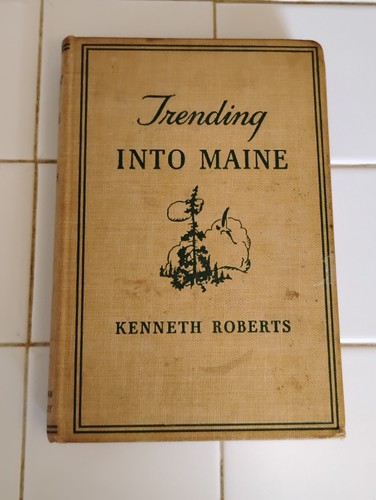 Trending
INTO MAINE
KENNETH ROBERTS